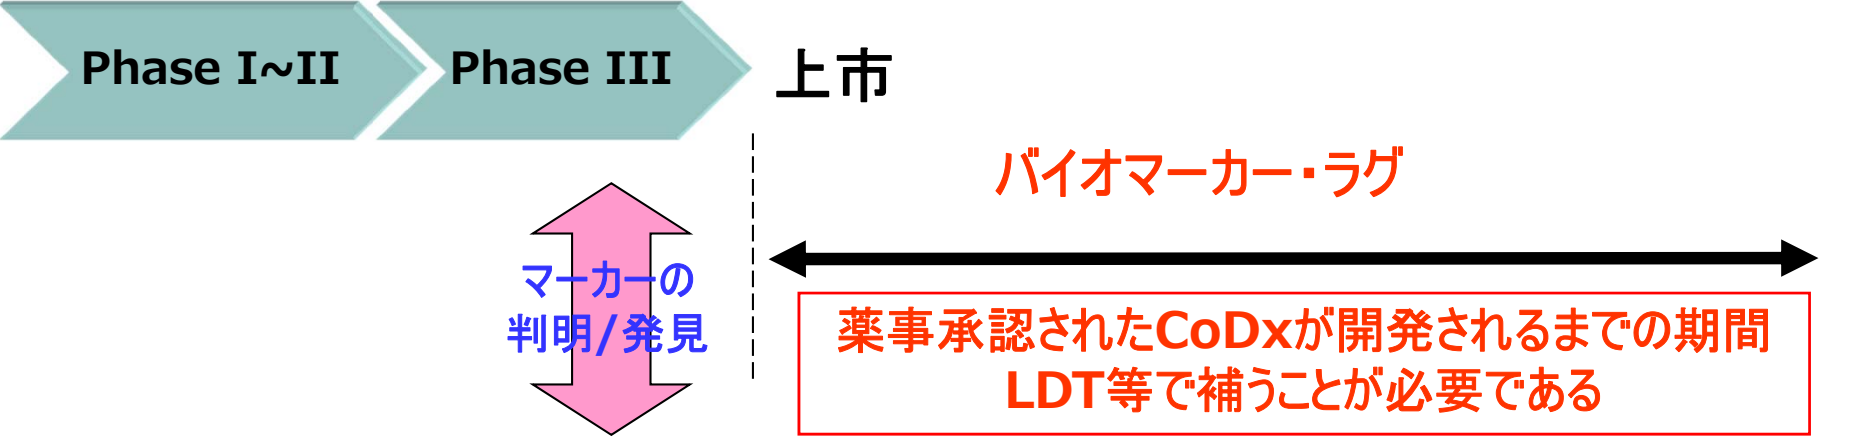 Phase I~II
Phase III
上市
バイオマーカー・ラグ
マーカーの
判明/発見
薬事承認されたCoDxが開発されるまでの期間
LDT等で補うことが必要である